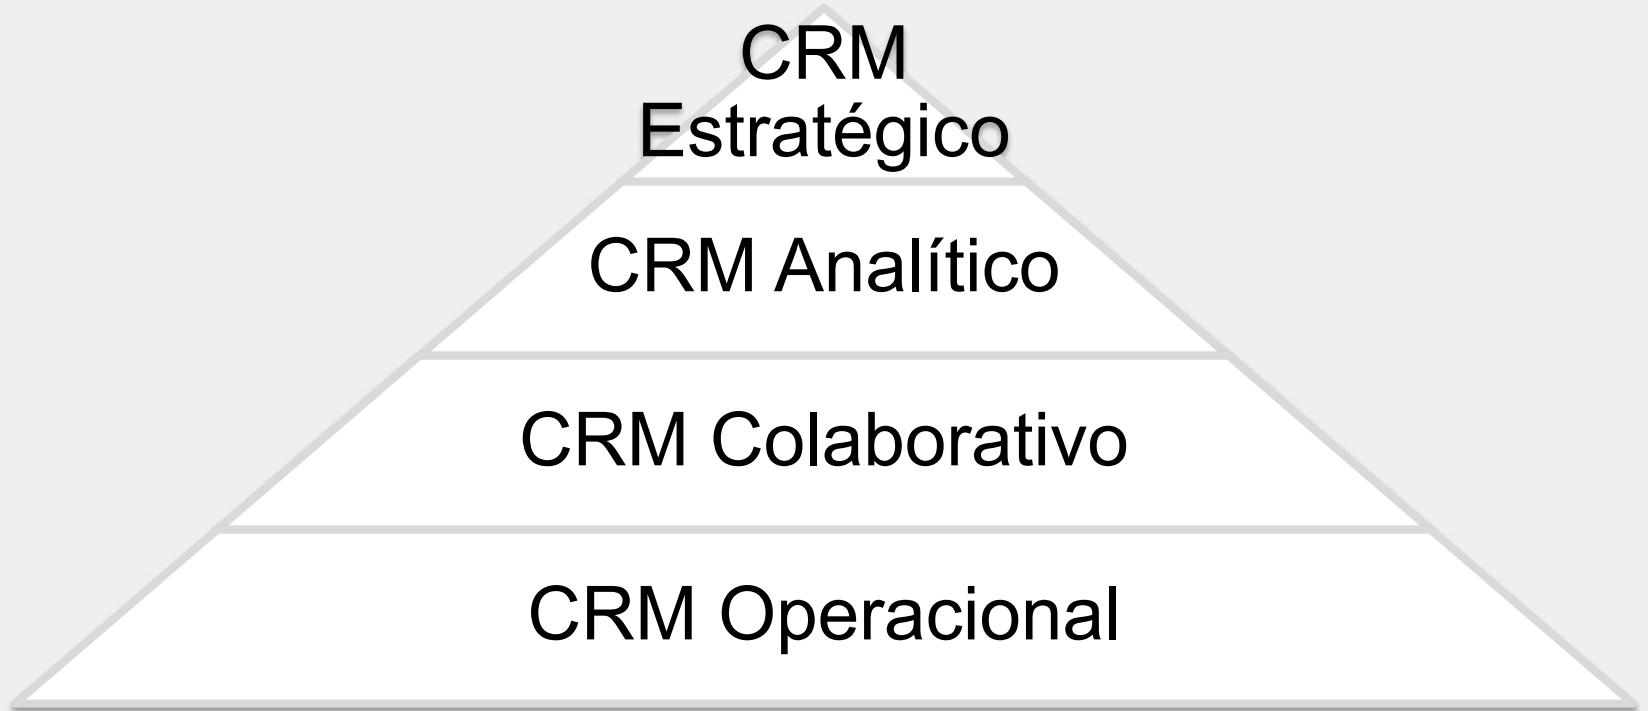 CRM
Estratégico
CRM Analítico
CRM Colaborativo
CRM Operacional